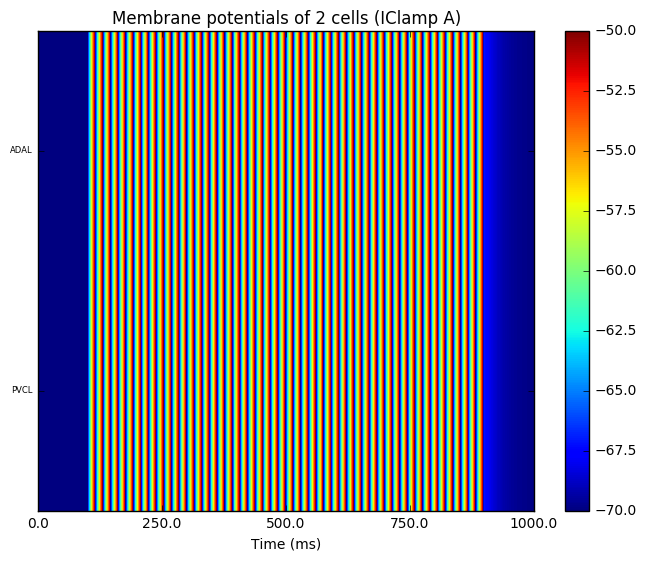 Membrane potentials of 2 cells (IClamp A)
ADAL
PVCL
0.0 250.0 500.0 750.0 1000.0
Time (ms)
−50.0
−52.5
−55.0
−57.5
−60.0
−62.5
−65.0
−67.5
−70.0